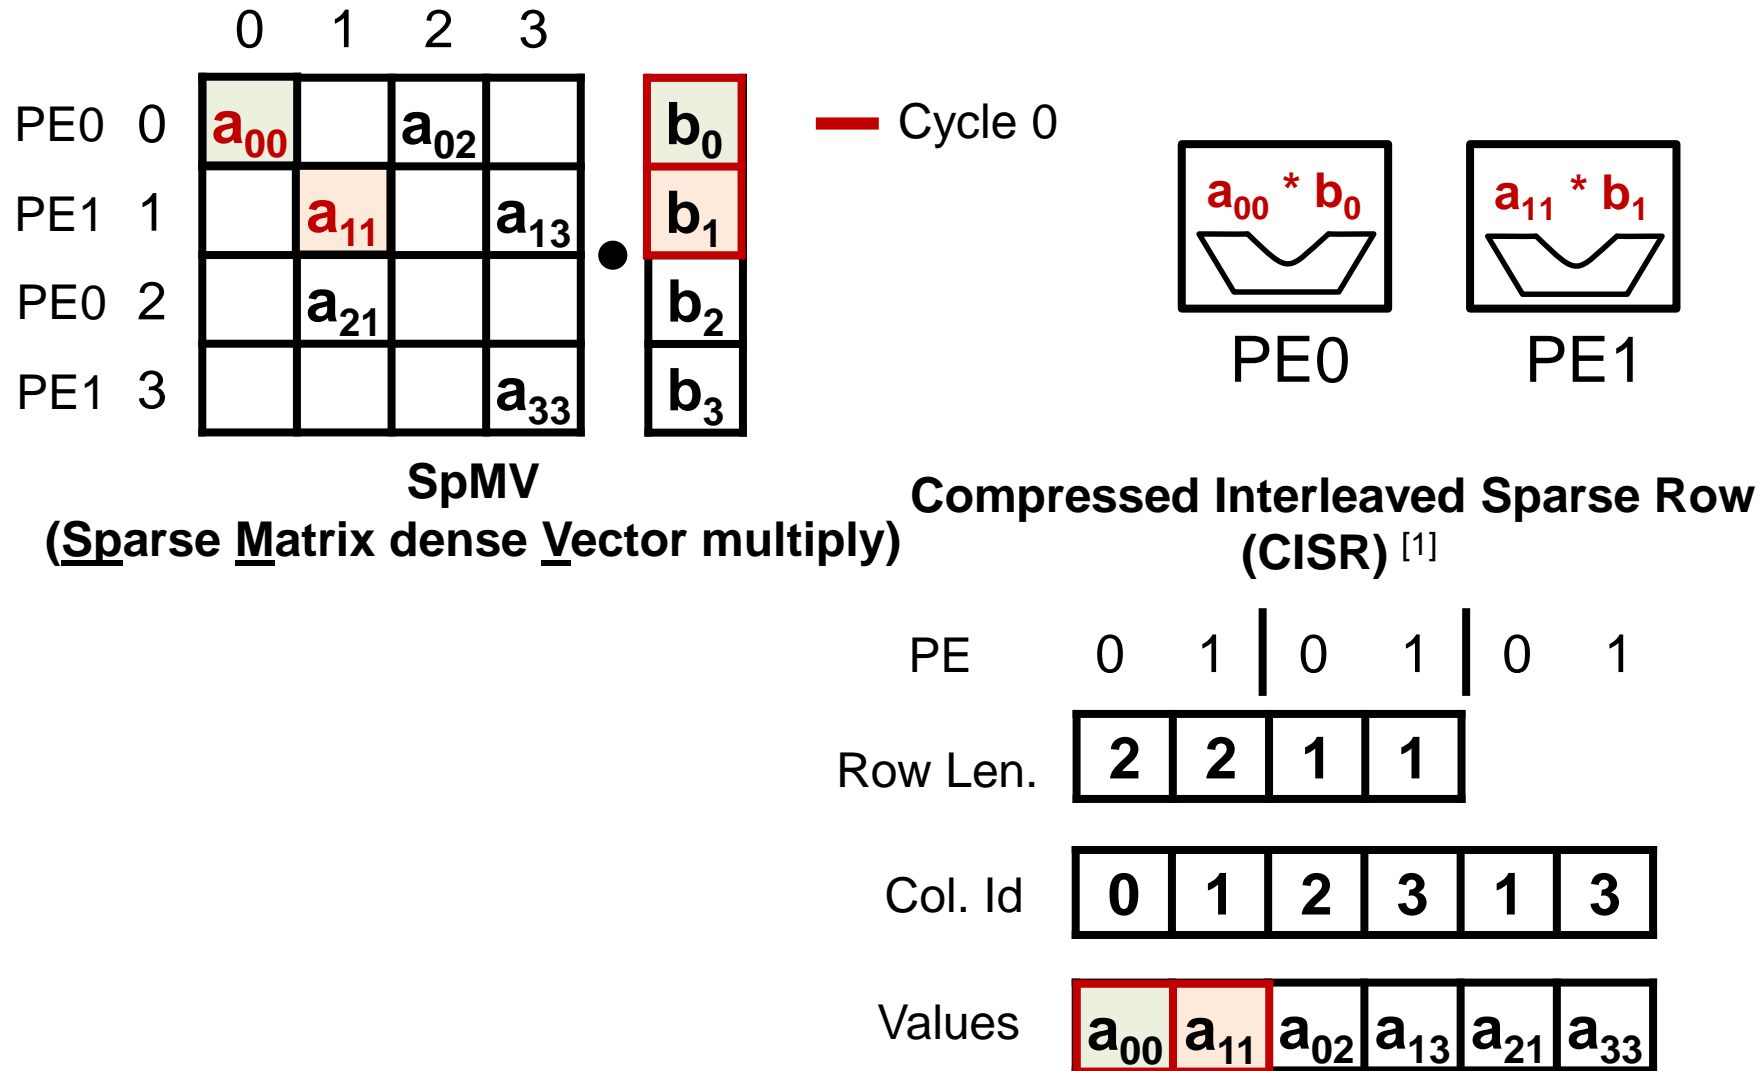 0 1 2 3
PE0 0 a00 a02 b0
PE1 1 a11 a13 b1
PE0 2 a21 b2
PE1 3 a33 b3
Cycle 0
a00 * b0 a11 * b1
PE0 PE1
SpMV
(Sparse Matrix dense Vector multiply)
Compressed Interleaved Sparse Row
(CISR) [1]
PE 0 1 0 1 0 1
Row Len. 2 2 1 1
Col. Id 0 1 2 3 1 3
Values a00 a11 a02 a13 a21 a33